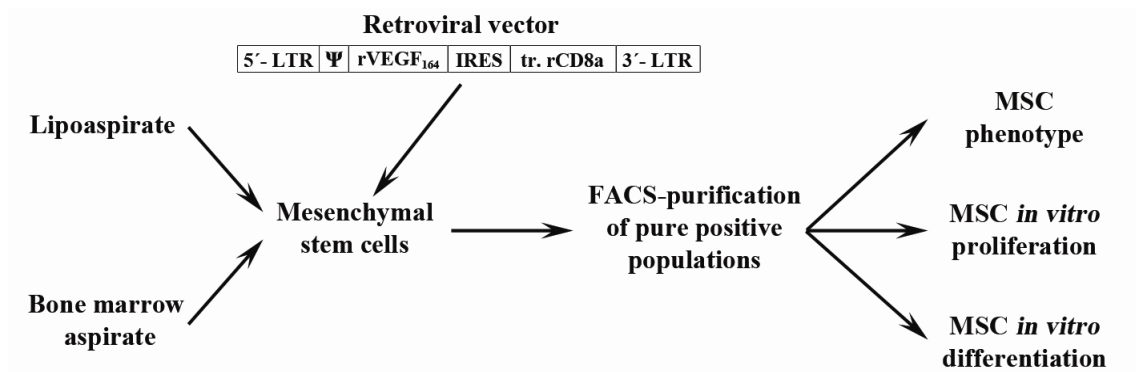 Retroviral vector
5´- LTR Ψ rVEGF164 IRES tr. rCD8a 3´- LTR
Lipoaspirate
Bone marrow
aspirate
Mesenchymal
stem cells
FACS-purification
of pure positive
populations
MSC
phenotype
MSC in vitro
proliferation
MSC in vitro
differentiation